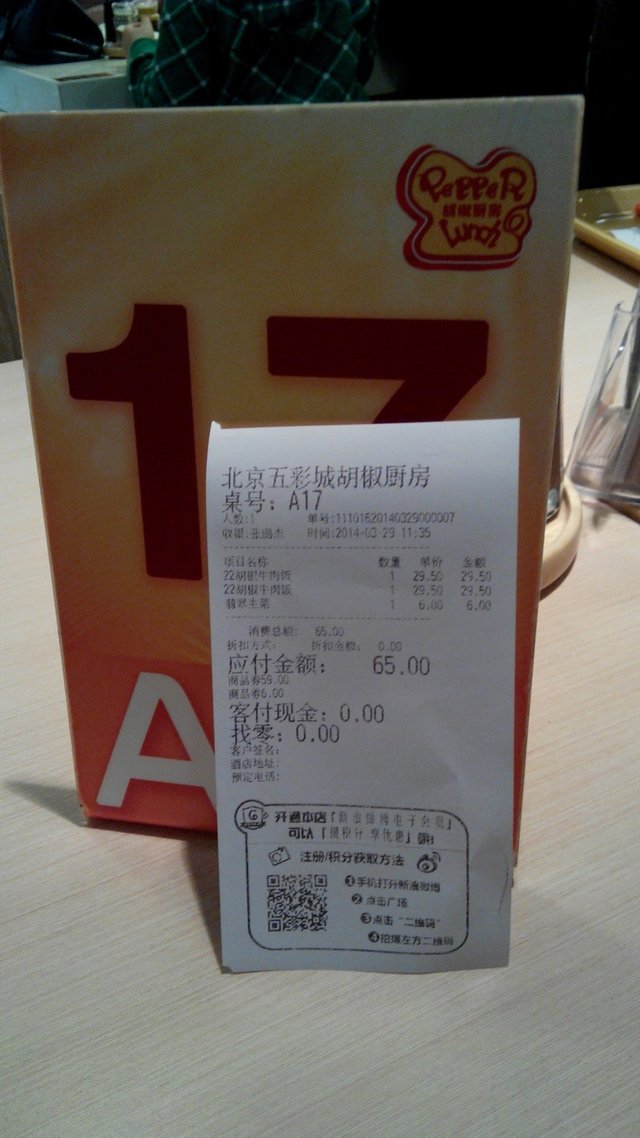 PePPeR
胡椒厨房
Lunch
17
A
北京五彩城胡椒厨房
桌号: A17
人数:1 单号:11101620140329000007
收银: 时间:2014-03-29 11:35
项目名称 数量 单价 金额
22胡椒牛肉饭 1 29.50 29.50
22胡椒牛肉饭 1 29.50 29.50
翡翠生菜 1 6.00 6.00
消费总额: 65.00
折扣方式: 折扣金额: 0.00
应付金额: 65.00
商品券59.00
商品券6.00
客付现金: 0.00
找零: 0.00
客户签名:
酒店地址:
预定电话:
开通本店『新浪微博电子会员』
可以『领积分 享优惠』啦!
注册/积分获取方法
1手机打开新浪微博
2点击广场
3点击"二维码"
4拍摄左方二维码